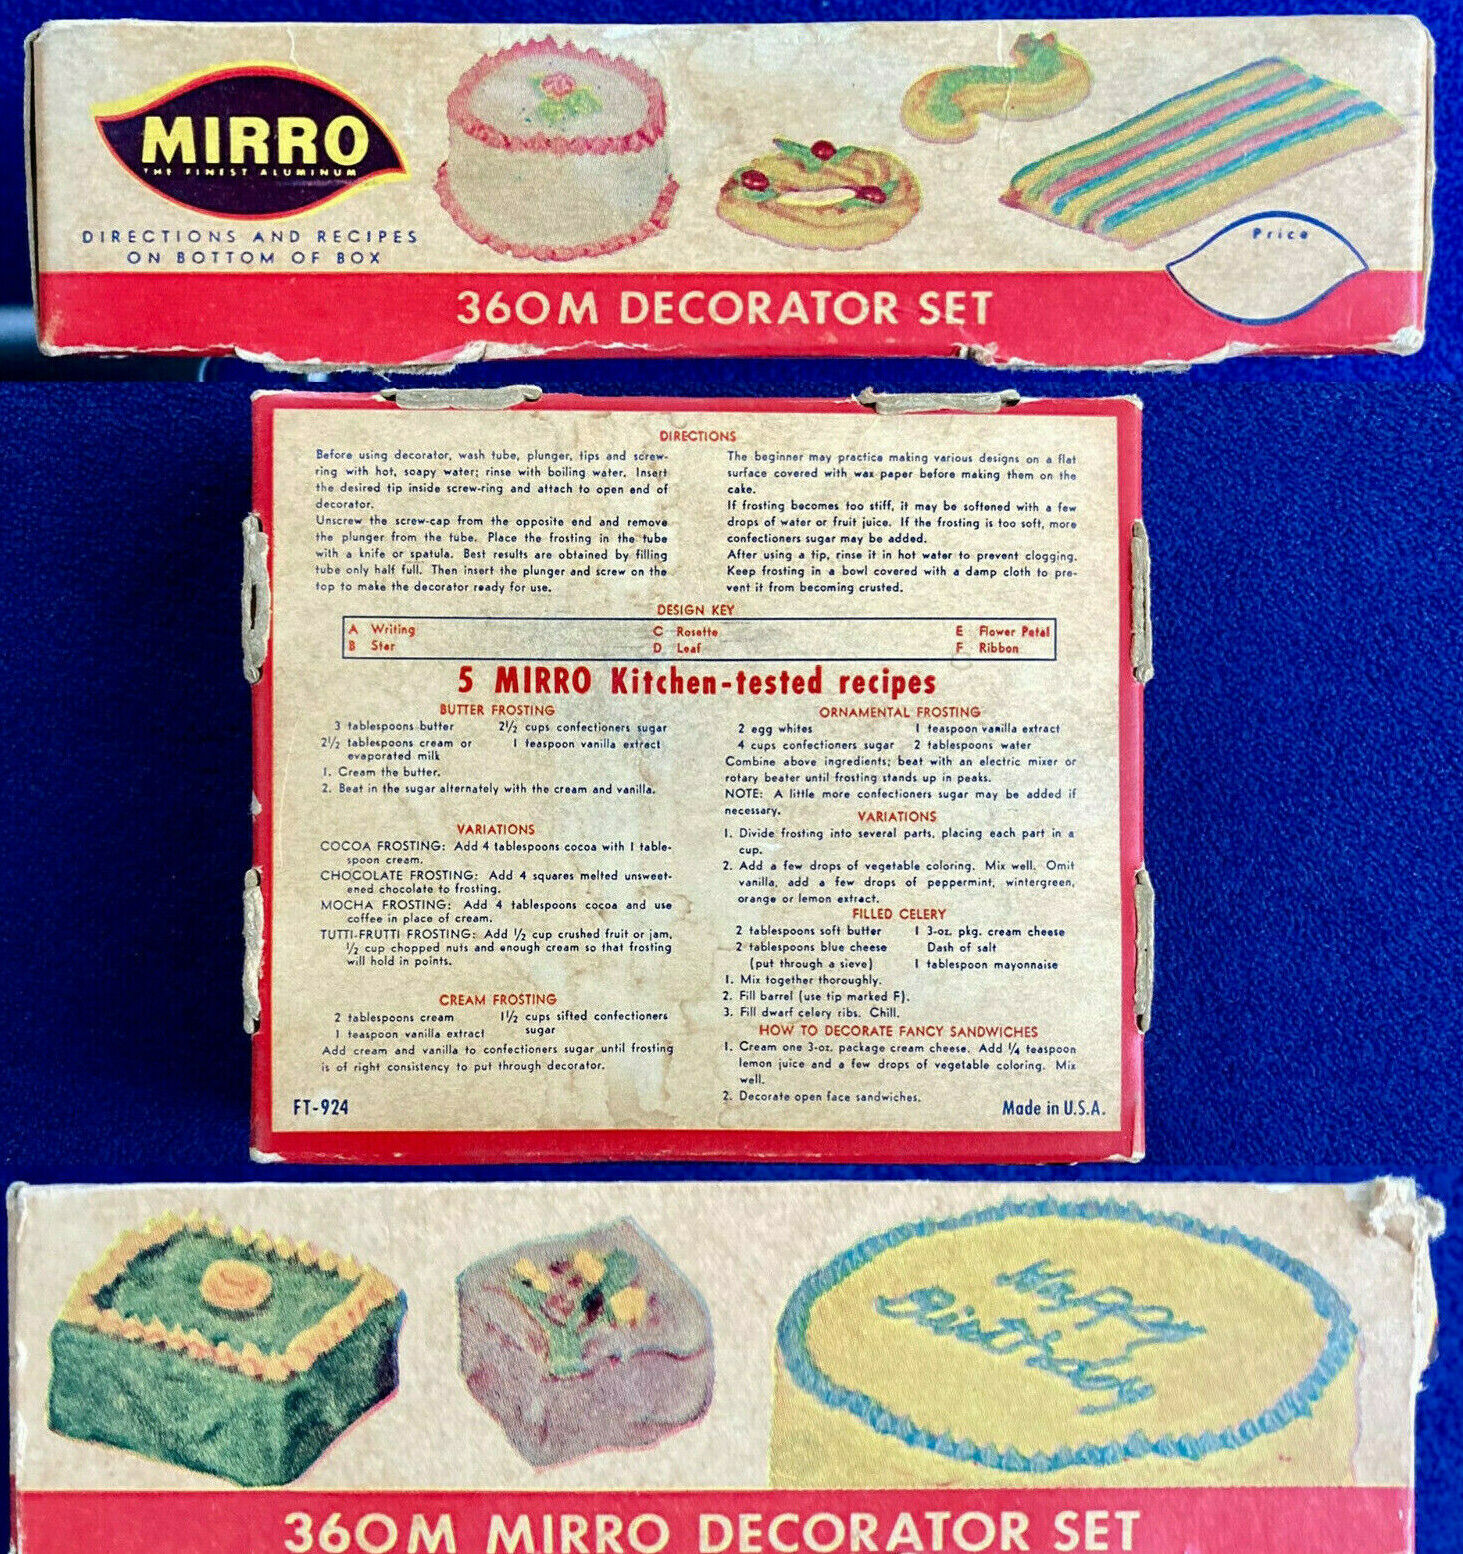 MIRRO
THE FINEST ALUMINUM
DIRECTIONS AND RECIPES
ON BOTTOM OF BOX
Price
360M DECORATOR SET
DIRECTIONS
Before using decorator, wash tube, plunger, tips and screw-
ring with hot, soapy water; rinse with boiling water. Insert
the desired tip inside screw-ring and attach to open end of
decorator.
Unscrew the screw-cap from the opposite end and remove
the plunger from the tube. Place the frosting in the tube
with a knife or spatula. Best results are obtained by filling
tube only half full. Then insert the plunger and screw on the
top to make the decorator ready for use.
The beginner may practice making various designs on a flat
surface covered with wax paper before making them on the
cake.
If frosting becomes too stiff, it may be softened with a few
drops of water or fruit juice. If the frosting is too soft, more
confectioners sugar may be added.
After using a tip, rinse it in hot water to prevent clogging.
Keep frosting in a bowl covered with a damp cloth to pre-
vent it from becoming crusted.
DESIGN KEY
A Writing C Rosette E Flower Petal
B Star D Leaf F Ribbon
5 MIRRO Kitchen-tested recipes
BUTTER FROSTING
3 tablespoons butter 2 1/2 cups confectioners sugar
2 1/2 tablespoons cream or 1 teaspoon vanilla extract
evaporated milk
1. Cream the butter.
2. Beat in the sugar alternately with the cream and vanilla.
VARIATIONS
COCOA FROSTING: Add 4 tablespoons cocoa with 1 table-
spoon cream.
CHOCOLATE FROSTING: Add 4 squares melted unsweet-
ened chocolate to frosting.
MOCHA FROSTING: Add 4 tablespoons cocoa and use
coffee in place of cream.
TUTTI-FRUTTI FROSTING: Add 1/2 cup crushed fruit or jam,
1/2 cup chopped nuts and enough cream so that frosting
will hold in points.
CREAM FROSTING
2 tablespoons cream 1 1/2 cups sifted confectioners
1 teaspoon vanilla extract sugar
Add cream and vanilla to confectioners sugar until frosting
is of right consistency to put through decorator.
FT-924
ORNAMENTAL FROSTING
2 egg whites 1 teaspoon vanilla extract
4 cups confectioners sugar 2 tablespoons water
Combine above ingredients; beat with an electric mixer or
rotary beater until frosting stands up in peaks.
NOTE: A little more confectioners sugar may be added if
necessary.
VARIATIONS
1. Divide frosting into several parts, placing each part in a
cup.
2. Add a few drops of vegetable coloring. Mix well. Omit
vanilla, add a few drops of peppermint, wintergreen,
orange or lemon extract.
FILLED CELERY
2 tablespoons soft butter 1 3-oz. pkg. cream cheese
2 tablespoons blue cheese Dash of salt
(put through a sieve) 1 tablespoon mayonnaise
1. Mix together thoroughly.
2. Fill barrel (use tip marked F).
3. Fill dwarf celery ribs. Chill.
HOW TO DECORATE FANCY SANDWICHES
1. Cream one 3-oz. package cream cheese. Add 1/4 teaspoon
lemon juice and a few drops of vegetable coloring. Mix
well.
2. Decorate open face sandwiches.
Made in U.S.A.
Happy
Birthday
360M MIRRO DECORATOR SET